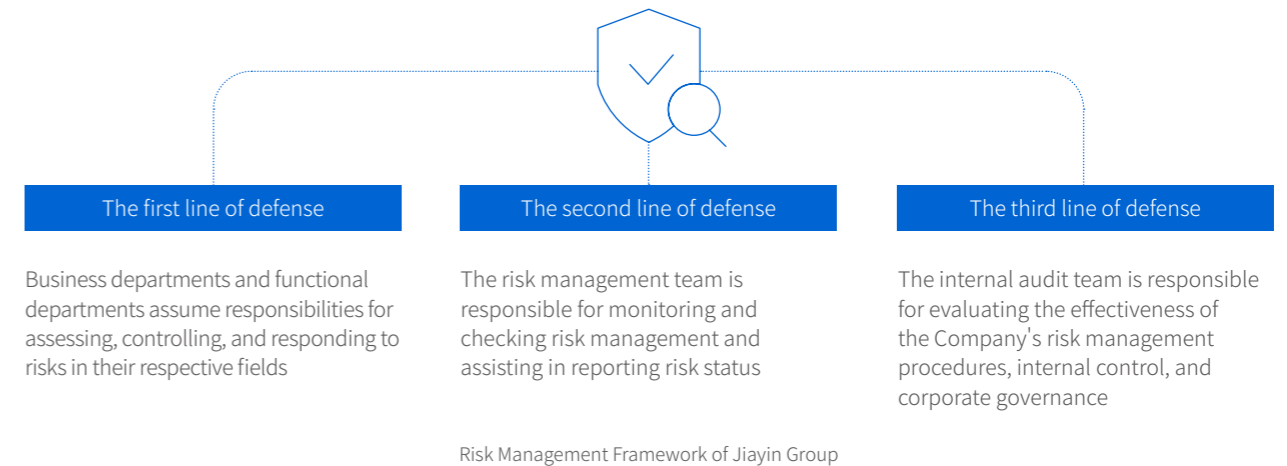 The first line of defense
Business departments and functional
departments assume responsibilities for
assessing, controlling, and responding to
risks in their respective fields
The second line of defense
The risk management team is
responsible for monitoring and
checking risk management and
assisting in reporting risk status
The third line of defense
The internal audit team is responsible
for evaluating the effectiveness of
the Company's risk management
procedures, internal control, and
corporate governance
Risk Management Framework of Jiayin Group